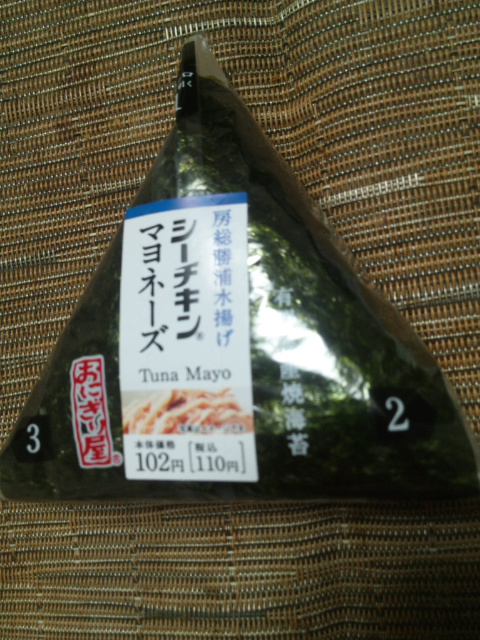 1
房総勝浦水揚げ
シーチキン®
マヨネーズ
Tuna Mayo
本体価格
102円
[税込
110円]
おにぎり屋®
焼海苔
2
3